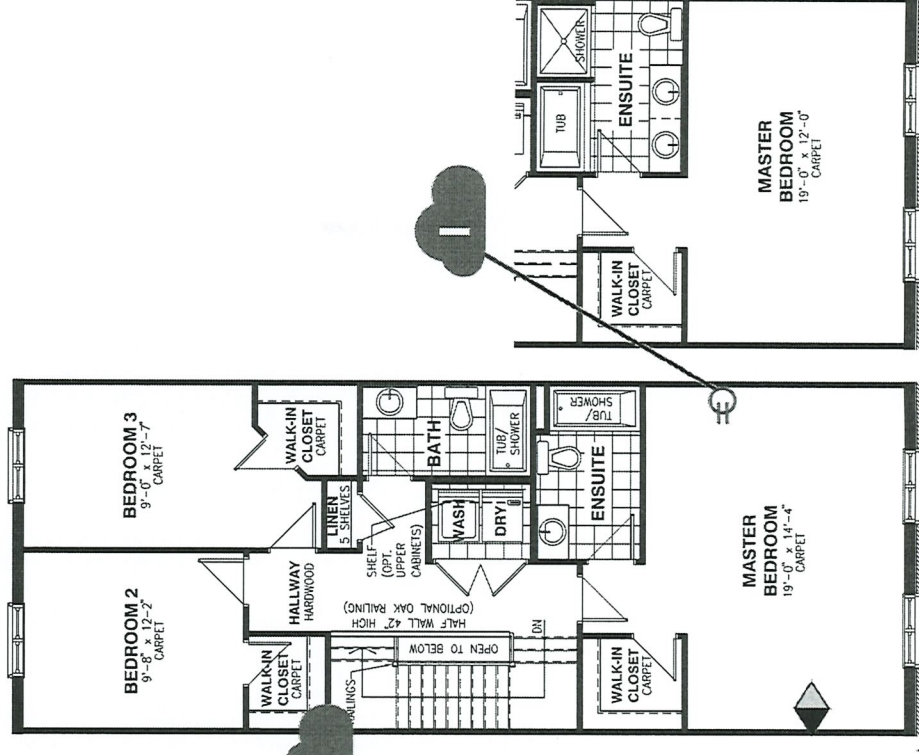 SHOWER
TUB
ENSUITE
MASTER
BEDROOM
19'-0" x 12'-0"
CARPET
WALK-IN
CLOSET
CARPET
BEDROOM 3
9'-0" x 12'-7"
CARPET
WALK-IN
CLOSET
CARPET
BATH
TUB/
SHOWER
TUB/
SHOWER
ENSUITE
LINEN
5 SHELVES
SHELF
(OPT.
UPPER
CABINETS)
WASH
DRY
HALLWAY
HARDWOOD
HALF WALL 42" HIGH
(OPTIONAL OAK RAILING)
OPEN TO BELOW
DN
BEDROOM 2
9'-8" x 12'-2"
CARPET
WALK-IN
CLOSET
CARPET
WALK-IN
CLOSET
CARPET
MASTER
BEDROOM
19'-0" x 14'-4"
CARPET